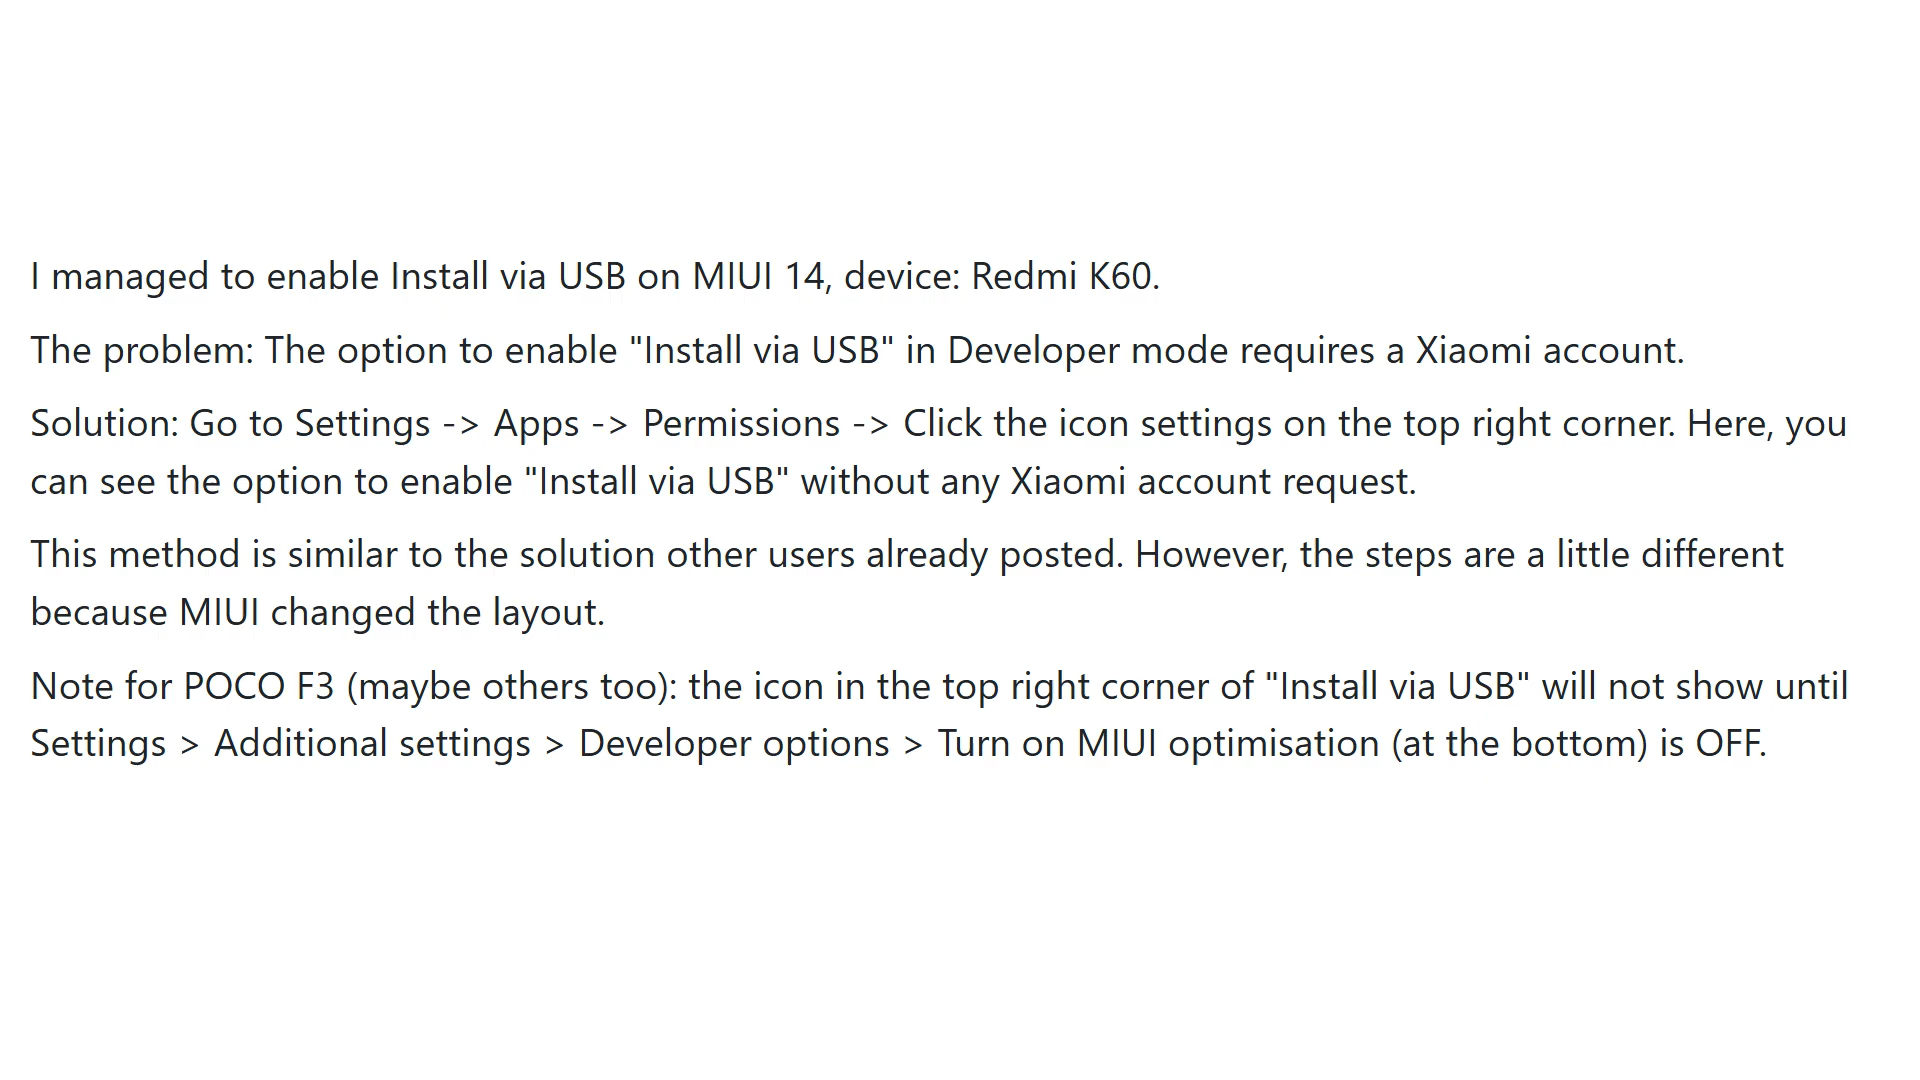 I managed to enable Install via USB on MIUI 14, device: Redmi K60.
The problem: The option to enable "Install via USB" in Developer mode requires a Xiaomi account.
Solution: Go to Settings -> Apps -> Permissions -> Click the icon settings on the top right corner. Here, you
can see the option to enable "Install via USB" without any Xiaomi account request.
This method is similar to the solution other users already posted. However, the steps are a little different
because MIUI changed the layout.
Note for POCO F3 (maybe others too): the icon in the top right corner of "Install via USB" will not show until
Settings > Additional settings > Developer options > Turn on MIUI optimisation (at the bottom) is OFF.